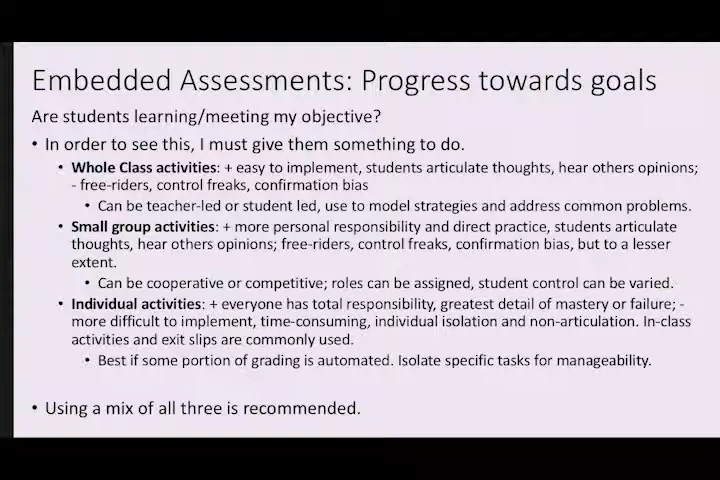 Embedded Assessments: Progress towards goals
Are students learning/meeting my objective?
• In order to see this, I must give them something to do.
• Whole Class activities: + easy to implement, students articulate thoughts, hear others opinions;
- free-riders, control freaks, confirmation bias
• Can be teacher-led or student led, use to model strategies and address common problems.
• Small group activities: + more personal responsibility and direct practice, students articulate
thoughts, hear others opinions; free-riders, control freaks, confirmation bias, but to a lesser
extent.
• Can be cooperative or competitive; roles can be assigned, student control can be varied.
• Individual activities: + everyone has total responsibility, greatest detail of mastery or failure; -
more difficult to implement, time-consuming, individual isolation and non-articulation. In-class
activities and exit slips are commonly used.
• Best if some portion of grading is automated. Isolate specific tasks for manageability.
• Using a mix of all three is recommended.